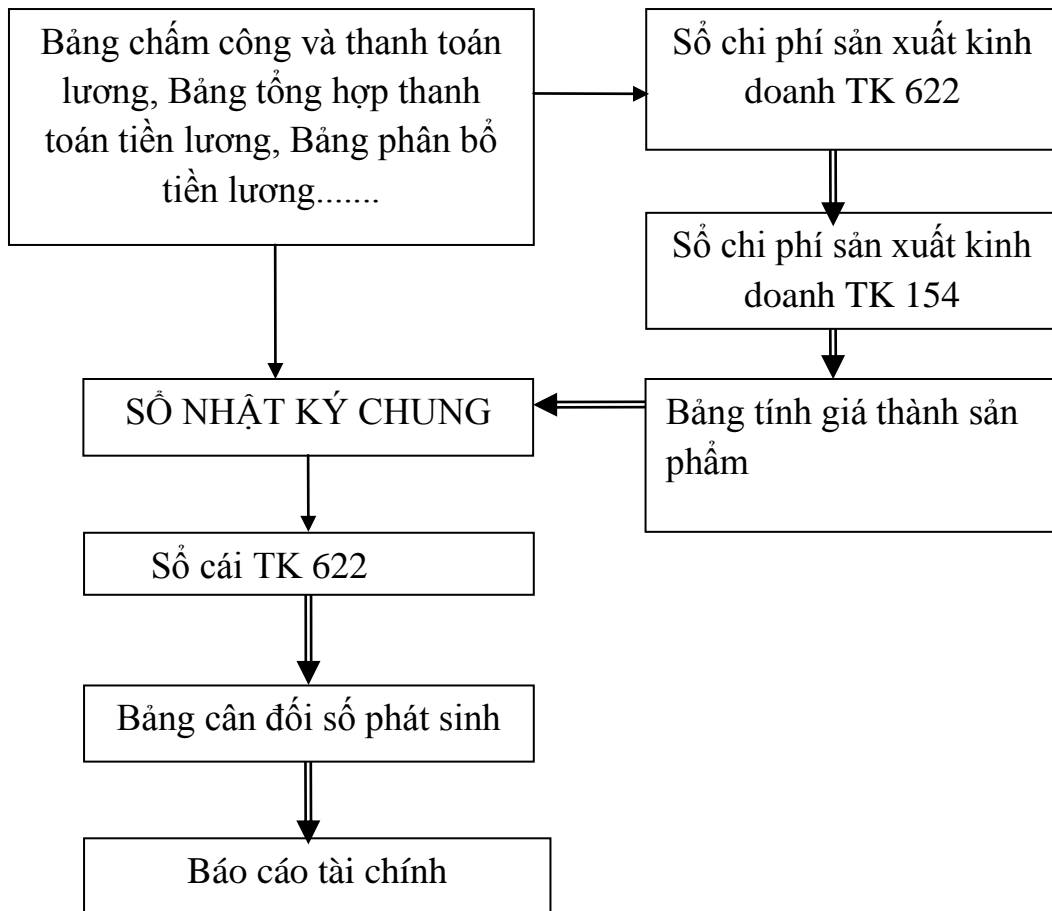 Bảng chấm công và thanh toán
lương, Bảng tổng hợp thanh
toán tiền lương, Bảng phân bổ
tiền lương.......
Sổ chi phí sản xuất kinh
doanh TK 622
Sổ chi phí sản xuất kinh
doanh TK 154
SỔ NHẬT KÝ CHUNG
Bảng tính giá thành sản
phẩm
Sổ cái TK 622
Bảng cân đối số phát sinh
Báo cáo tài chính